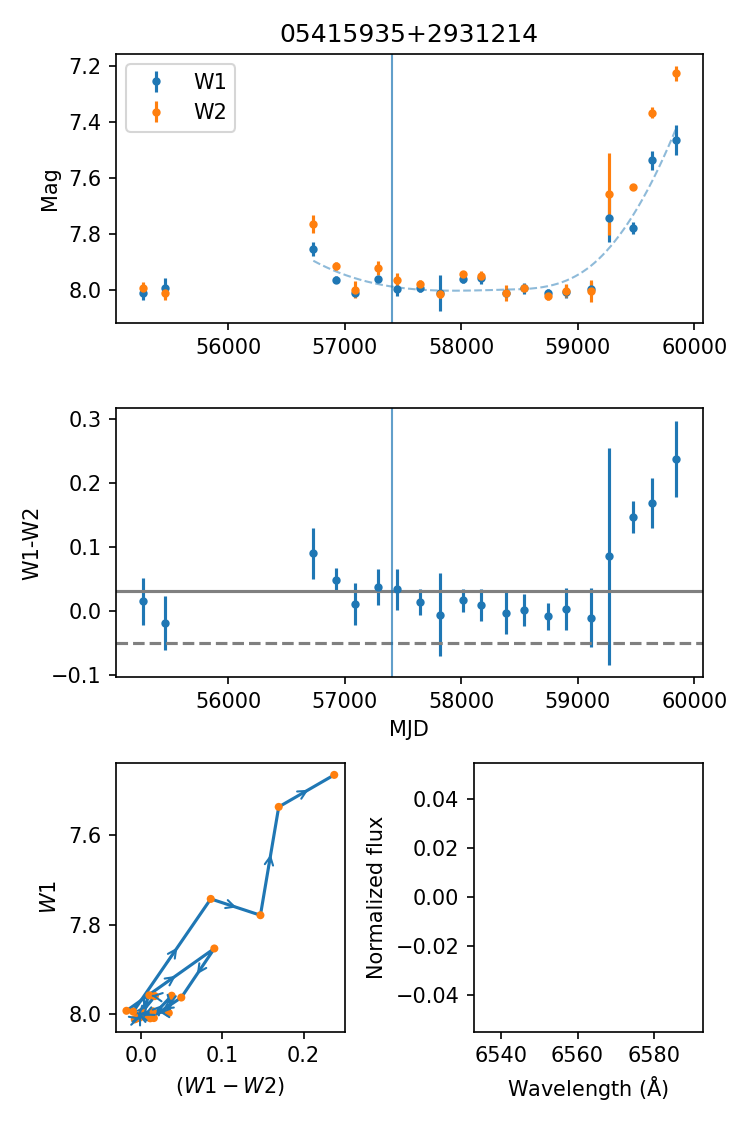 05415935+2931214
W1
W2
Mag
7.2
7.4
7.6
7.8
8.0
56000 57000 58000 59000 60000
W1-W2
0.3
0.2
0.1
0.0
−0.1
56000 57000 58000 59000 60000
MJD
W1
7.6
7.8
8.0
0.0 0.1 0.2
(W1 − W2)
Normalized flux
0.04
0.02
0.00
−0.02
−0.04
6540 6560 6580
Wavelength (Å)